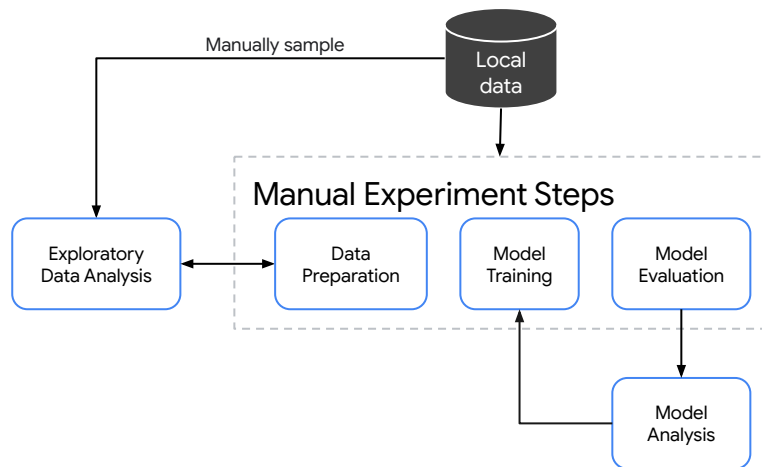 Manually sample
Local
data
Manual Experiment Steps
Exploratory
Data Analysis
Data
Preparation
Model
Training
Model
Evaluation
Model
Analysis